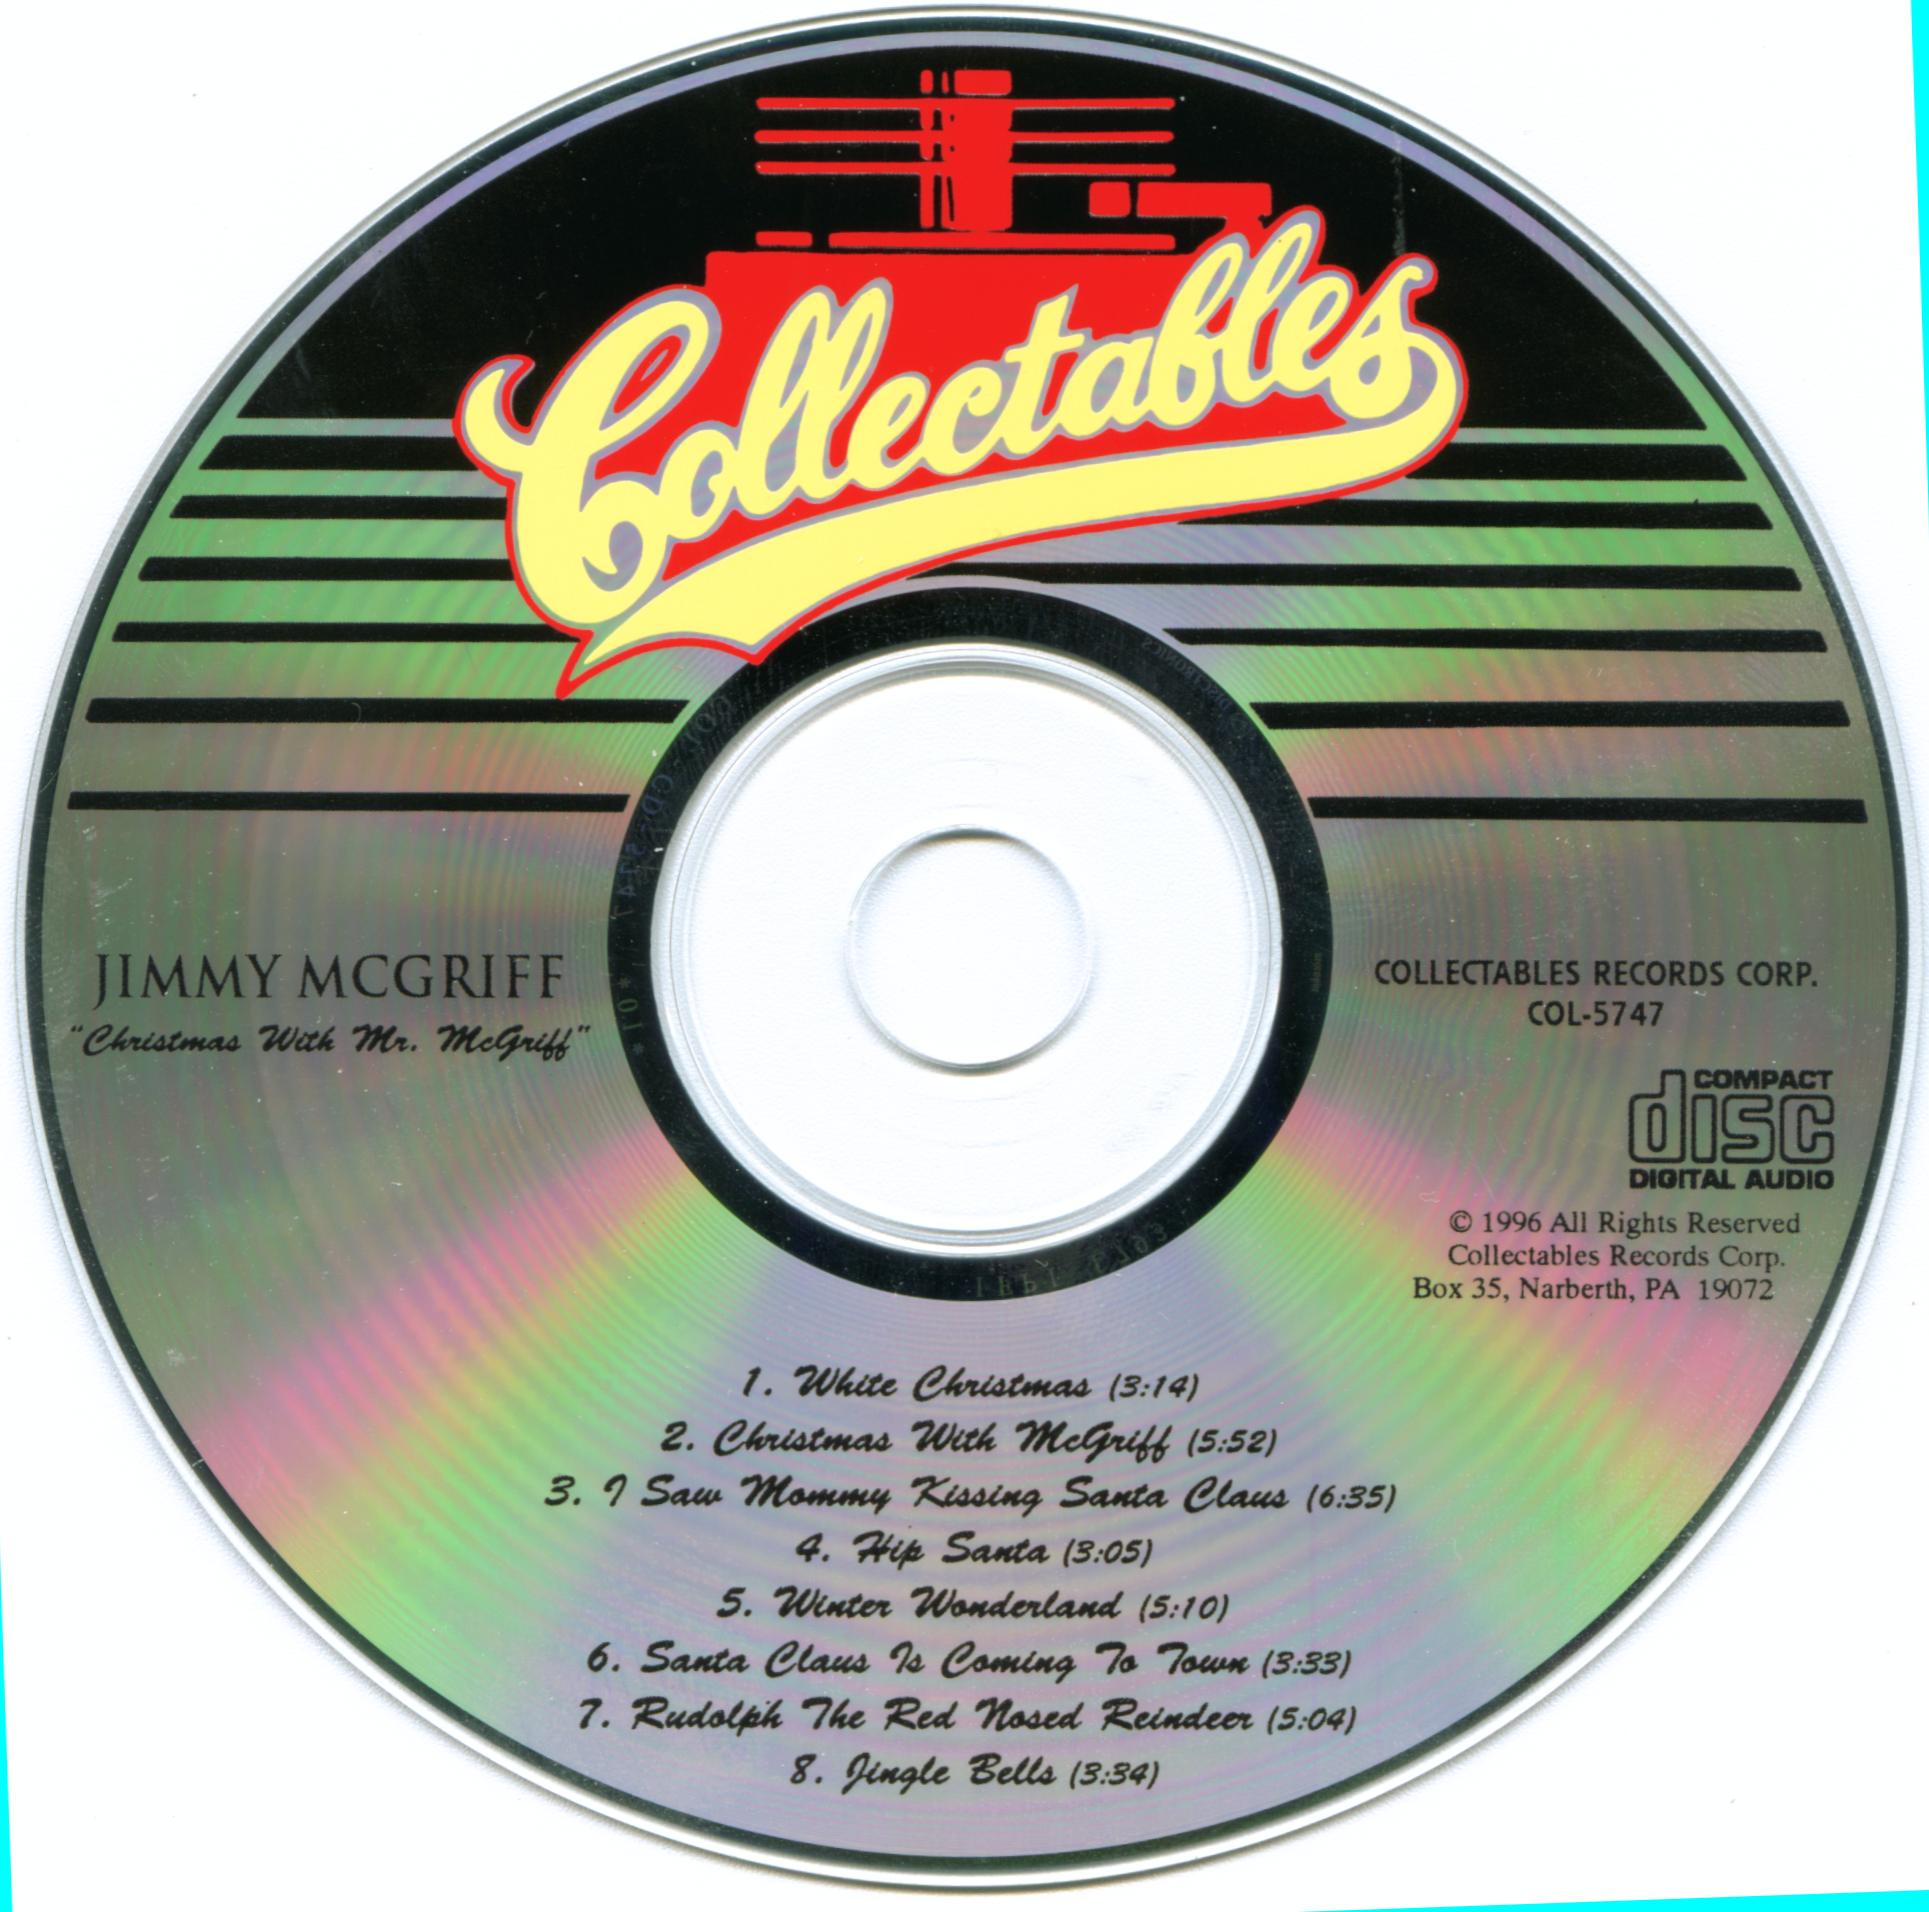 Collectables
JIMMY MCGRIFF
"Christmas With Mr. McGriff"
COLLECTABLES RECORDS CORP.
COL-5747
COMPACT
disc
DIGITAL AUDIO
© 1996 All Rights Reserved
Collectables Records Corp.
Box 35, Narberth, PA 19072
1. White Christmas (3:14)
2. Christmas With McGriff (5:52)
3. I Saw Mommy Kissing Santa Claus (6:35)
4. Hip Santa (3:05)
5. Winter Wonderland (5:10)
6. Santa Claus Is Coming To Town (3:33)
7. Rudolph The Red Nosed Reindeer (5:04)
8. Jingle Bells (3:34)